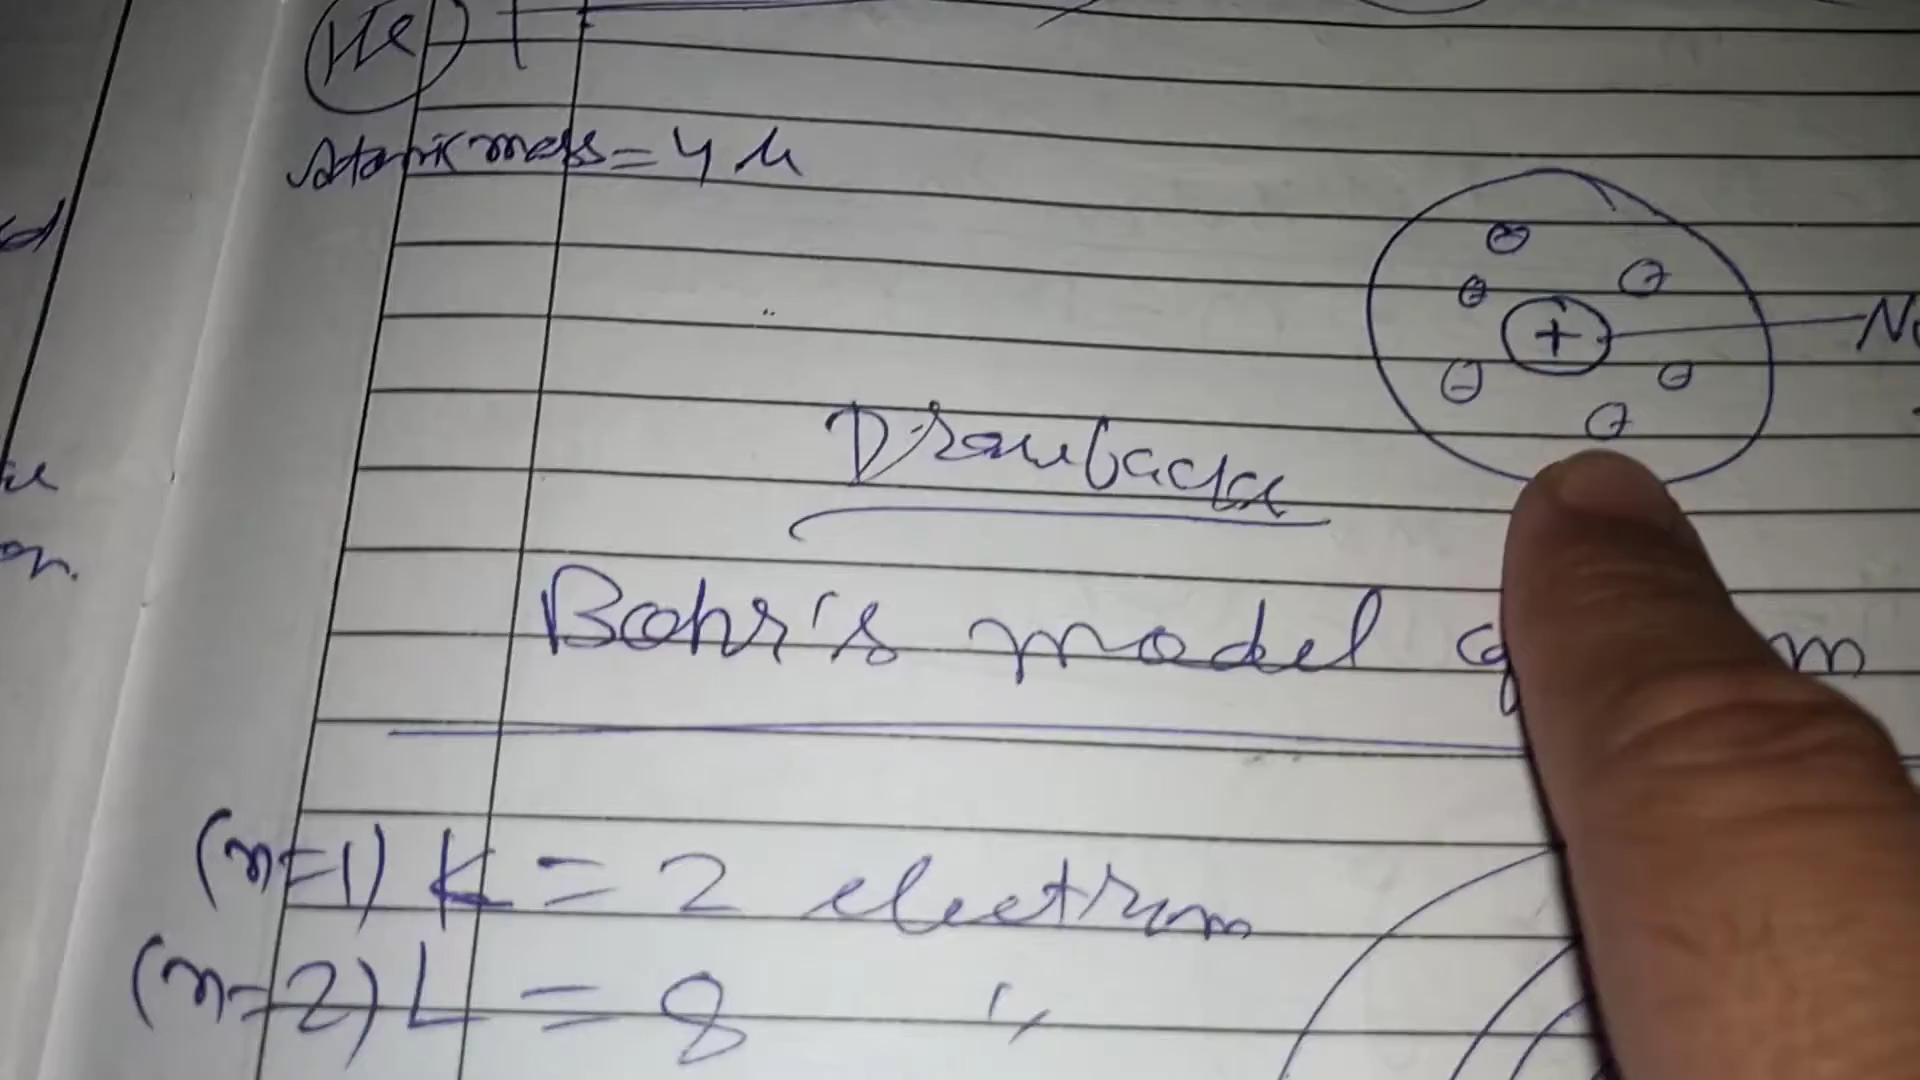 He
Atomic mass = 4 u
+
Drawbacks
Bohr's model
(n=1) K = 2 electron
(n=2) L = 8 "